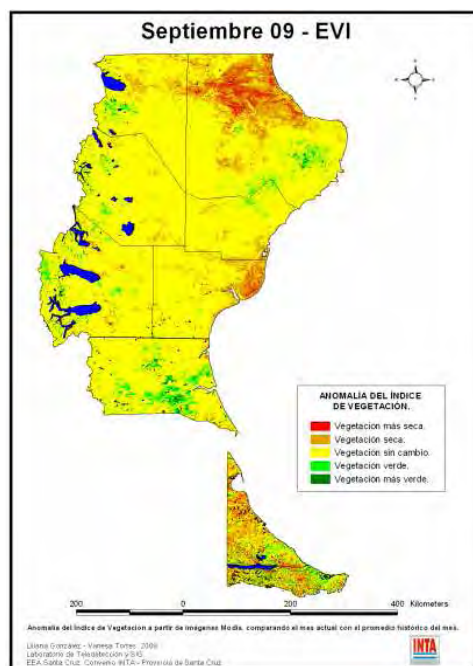 Septiembre 09 - EVI
ANOMALÍA DEL ÍNDICE
DE VEGETACIÓN.
Vegetacion más seca.
Vegetación seca.
Vegetación sin cambio.
Vegetación verde.
Vegetación más verde.
200 0 200 400 Kilometers
Anomalia del Índice de Vegetacion a partir de imágenes Modis, comparando el mes actual con el promedio histórico del mes.
Liliana González - Vanesa Torres 2009
Laboratorio de Teledetección y SIG.
EEA Santa Cruz. Convenio INTA - Provincia de Santa Cruz
INTA